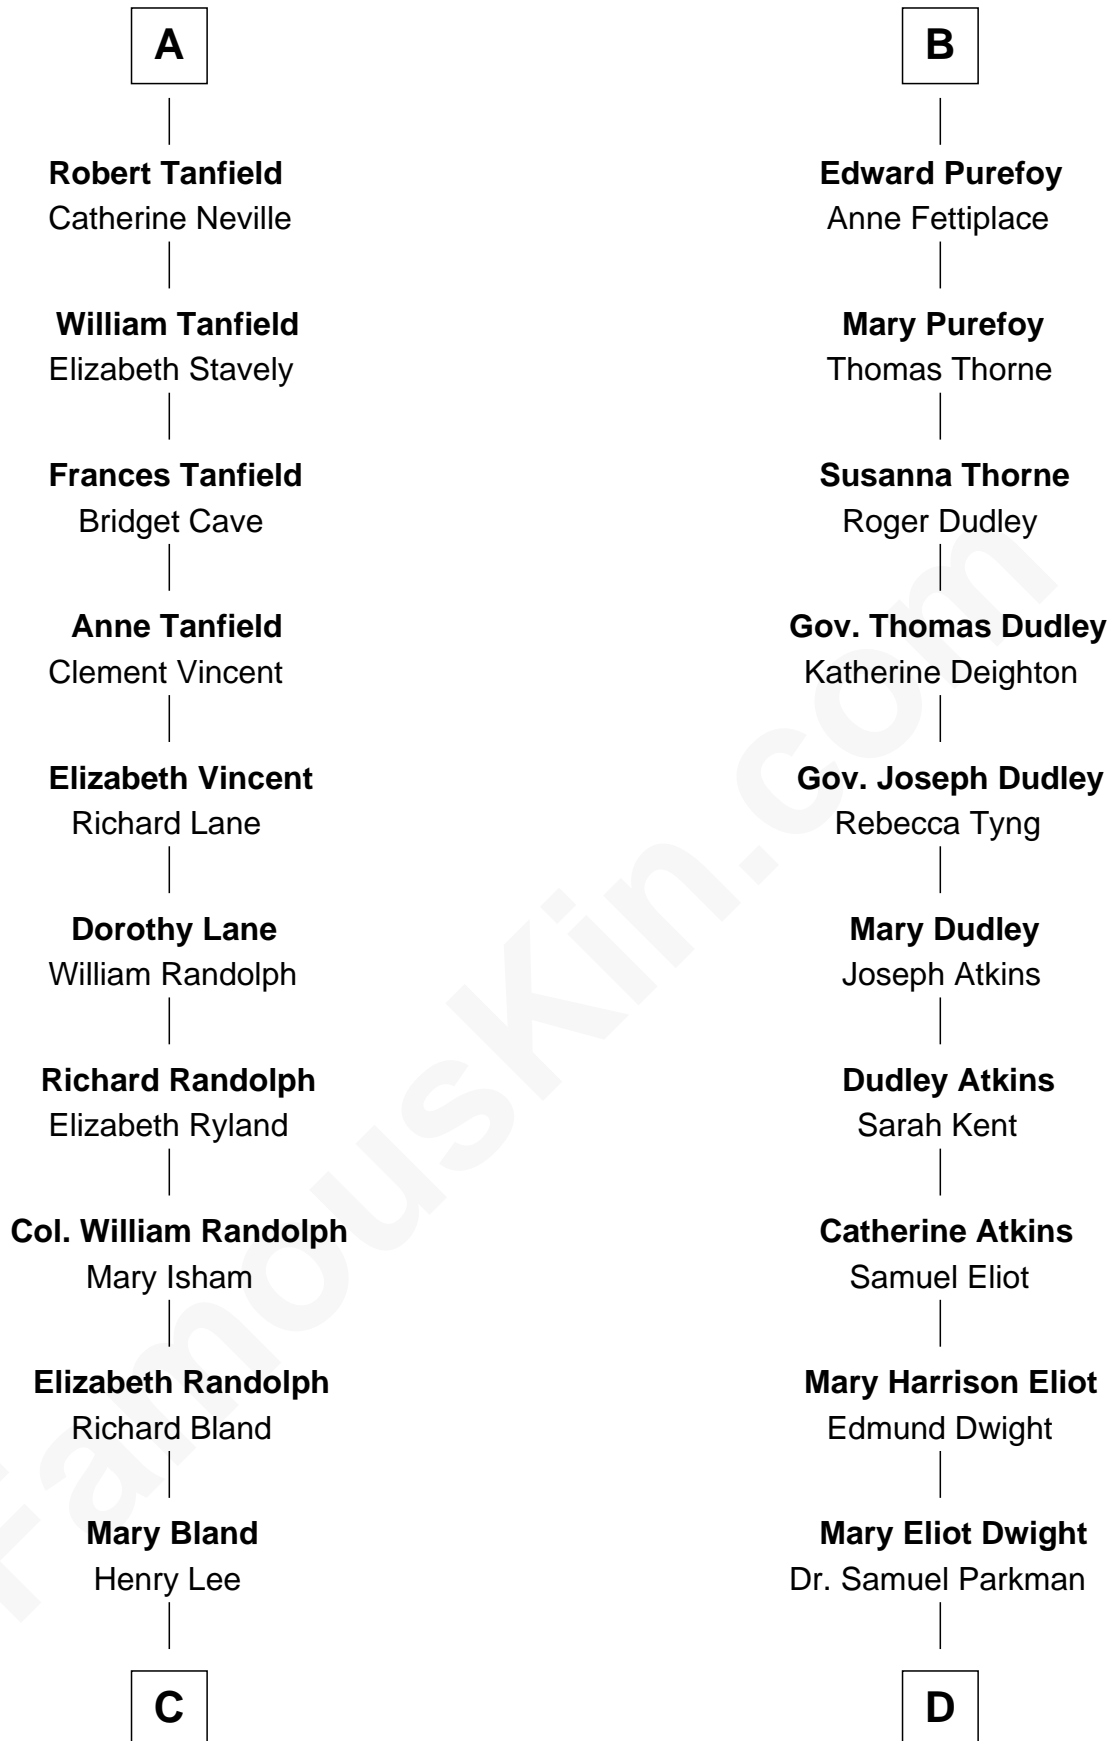 A
Robert Tanfield
Catherine Neville
William Tanfield
Elizabeth Stavely
Frances Tanfield
Bridget Cave
Anne Tanfield
Clement Vincent
Elizabeth Vincent
Richard Lane
Dorothy Lane
William Randolph
Richard Randolph
Elizabeth Ryland
Col. William Randolph
Mary Isham
Elizabeth Randolph
Richard Bland
Mary Bland
Henry Lee
C
B
Edward Purefoy
Anne Fettiplace
Mary Purefoy
Thomas Thorne
Susanna Thorne
Roger Dudley
Gov. Thomas Dudley
Katherine Deighton
Gov. Joseph Dudley
Rebecca Tyng
Mary Dudley
Joseph Atkins
Dudley Atkins
Sarah Kent
Catherine Atkins
Samuel Eliot
Mary Harrison Eliot
Edmund Dwight
Mary Eliot Dwight
Dr. Samuel Parkman
D
FamousKin.com